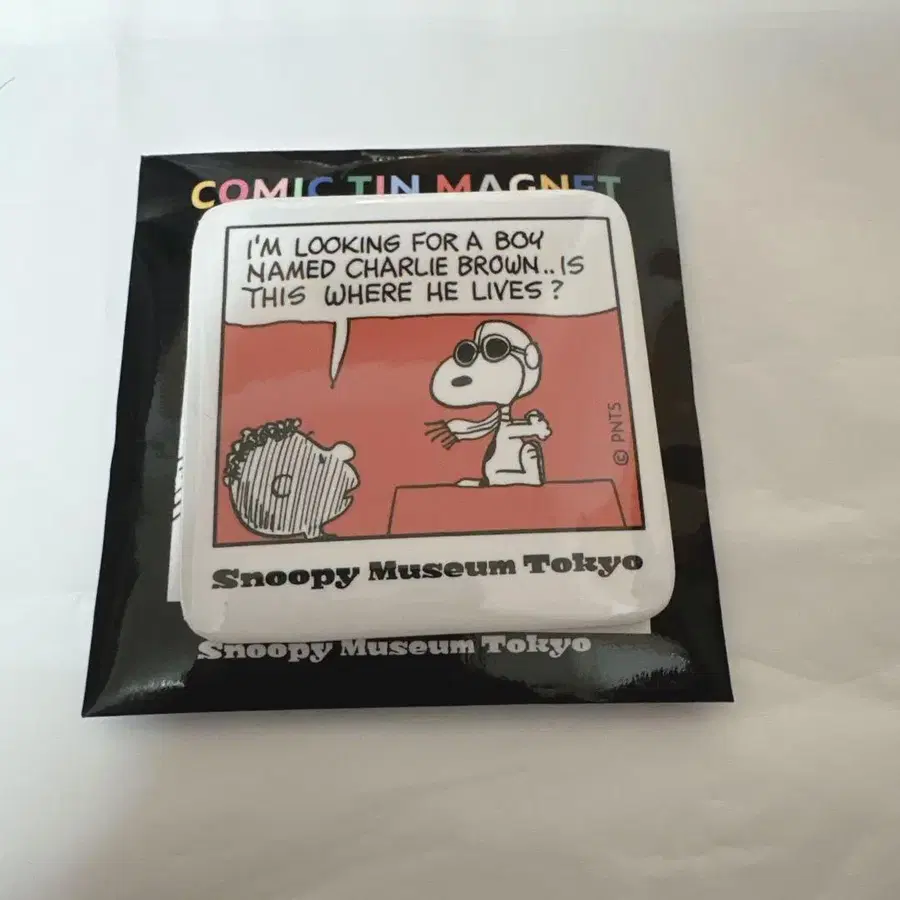 COMIC TIN MAGNET
I'M LOOKING FOR A BOY
NAMED CHARLIE BROWN.. IS
THIS WHERE HE LIVES?
© PNTS
Snoopy Museum Tokyo
Snoopy Museum Tokyo